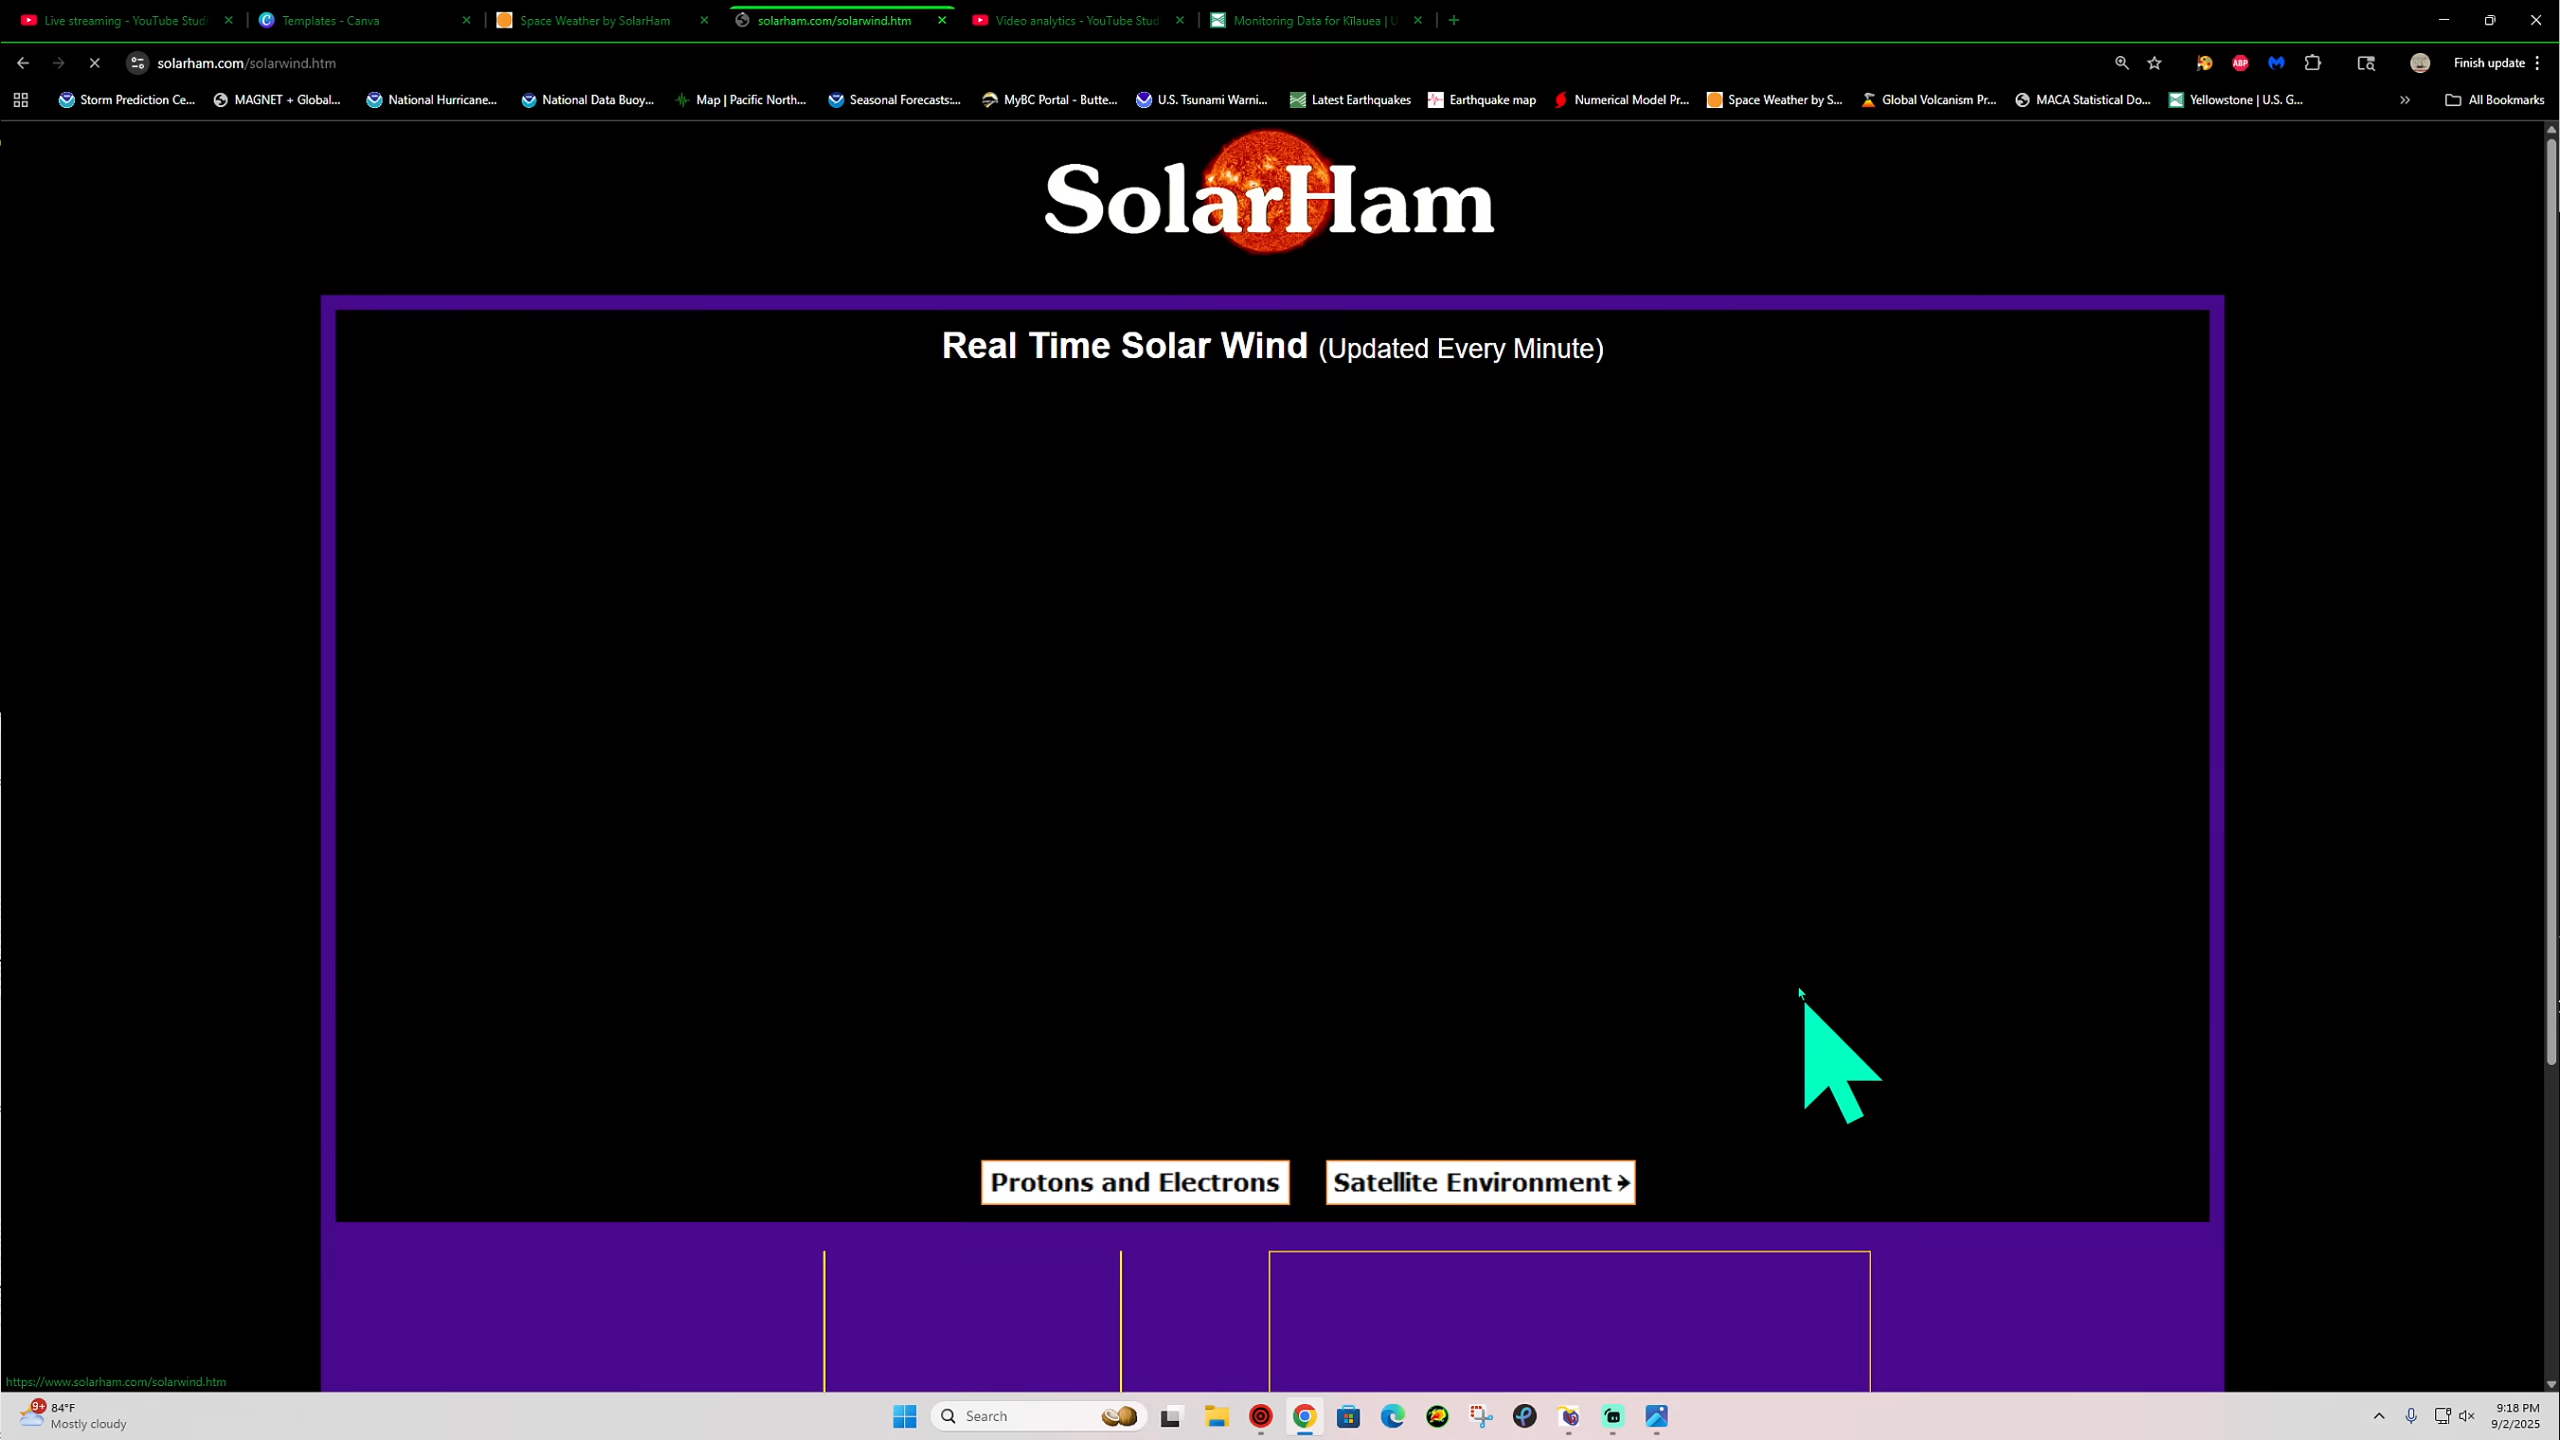 Live streaming - YouTube Studi
Templates - Canva
Space Weather by SolarHam
solarham.com/solarwind.htm
Video analytics - YouTube Stud
Monitoring Data for Kīlauea | U
solarham.com/solarwind.htm
ABP
Finish update
Storm Prediction Ce...
MAGNET + Global...
National Hurricane...
National Data Buoy...
Map | Pacific North...
Seasonal Forecasts:...
MyBC Portal - Butte...
U.S. Tsunami Warni...
Latest Earthquakes
Earthquake map
Numerical Model Pr...
Space Weather by S...
Global Volcanism Pr...
MACA Statistical Do...
Yellowstone | U.S. G...
All Bookmarks
SolarHam
Real Time Solar Wind (Updated Every Minute)
Protons and Electrons
Satellite Environment
https://www.solarham.com/solarwind.htm
9+
84°F
Mostly cloudy
Search
9:18 PM
9/2/2025